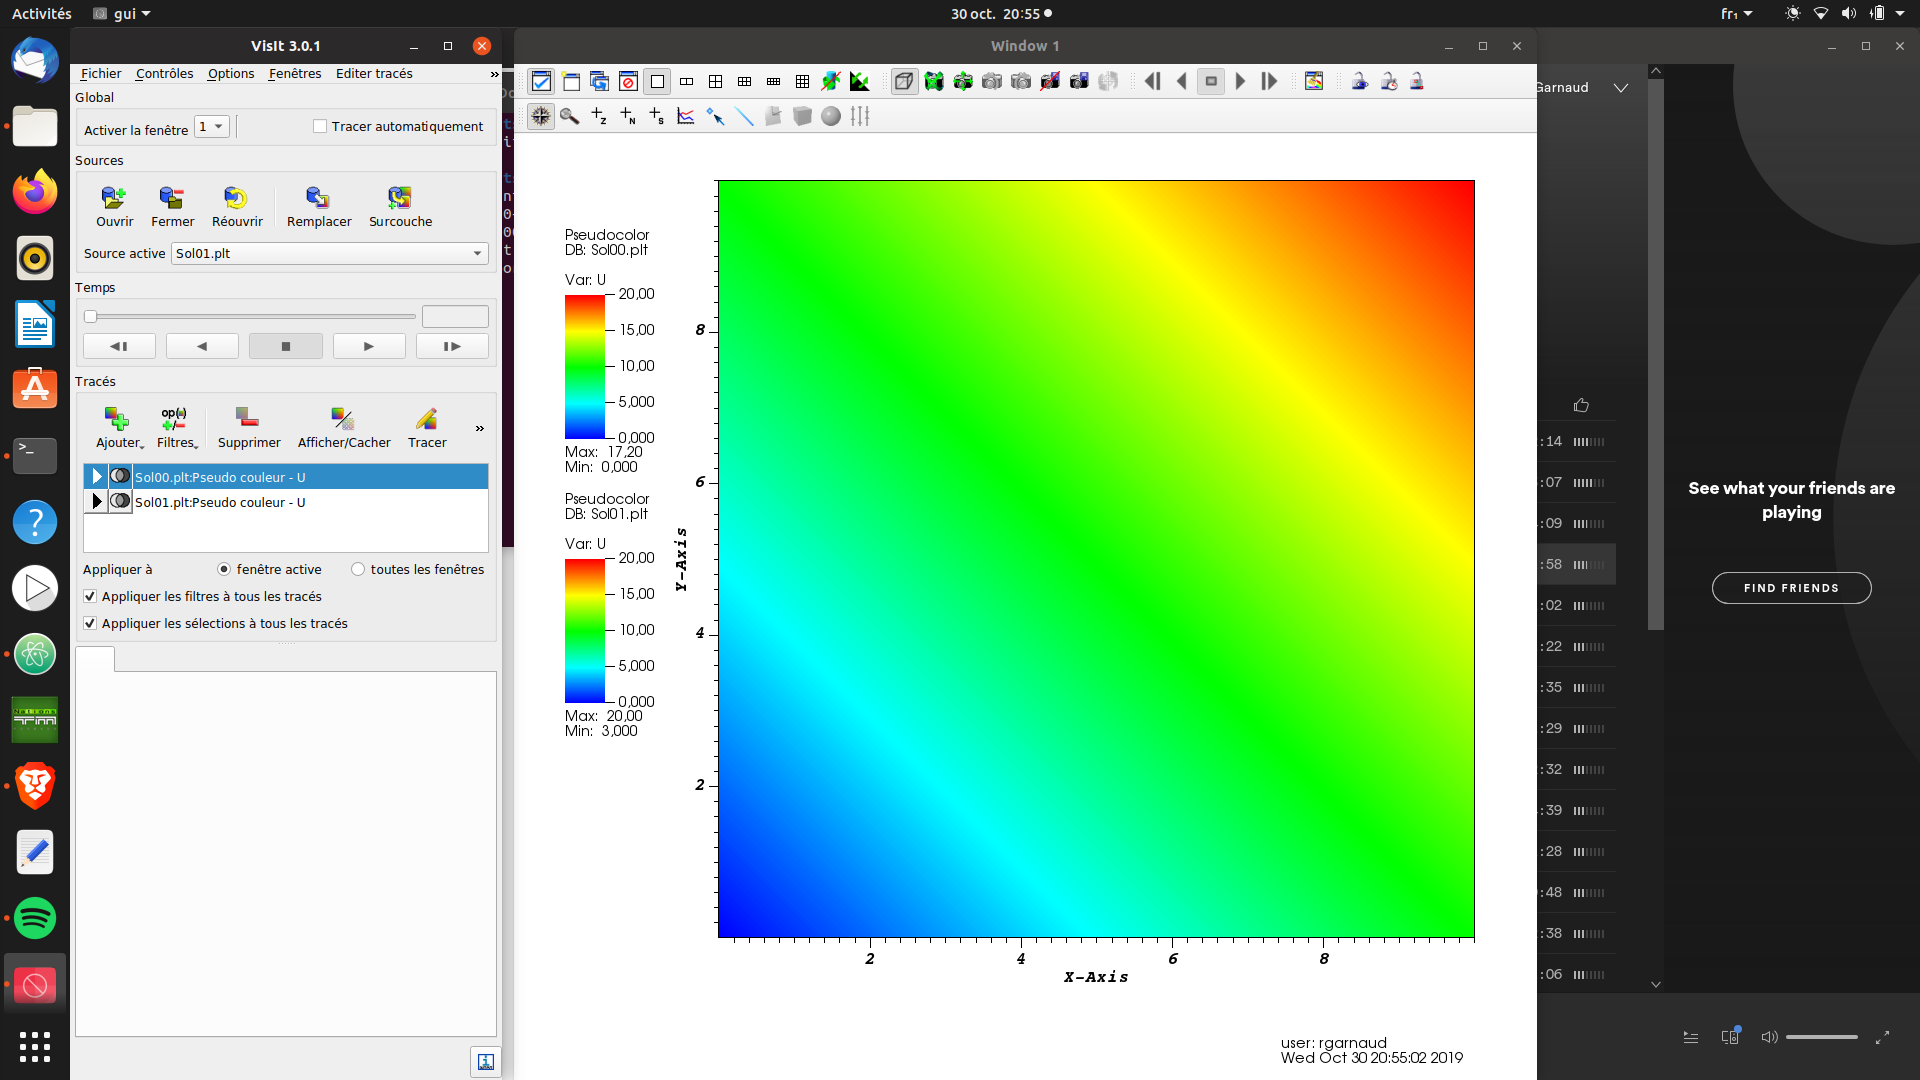 Activités
gui
30 oct. 20:55
fr₁
VisIt 3.0.1
Fichier Contrôles Options Fenêtres Editer tracés »
Global
Activer la fenêtre 1
Tracer automatiquement
Sources
Ouvrir Fermer Réouvrir Remplacer Surcouche
Source active Sol01.plt
Temps
Tracés
Ajouter Filtres Supprimer Afficher/Cacher Tracer »
Sol00.plt:Pseudo couleur - U
Sol01.plt:Pseudo couleur - U
Appliquer à fenêtre active toutes les fenêtres
Appliquer les filtres à tous les tracés
Appliquer les sélections à tous les tracés
Window 1
Pseudocolor
DB: Sol00.plt
Var: U
20,00
15,00
10,00
5,000
0,000
Max: 17,20
Min: 0,000
Pseudocolor
DB: Sol01.plt
Var: U
20,00
15,00
10,00
5,000
0,000
Max: 20,00
Min: 3,000
Y-Axis
8
6
4
2
2 4 6 8
X-Axis
user: rgarnaud
Wed Oct 30 20:55:02 2019
Garnaud
:14
:07
:09
:58
:02
:22
:35
:29
:32
:39
:28
:48
:38
:06
See what your friends are
playing
FIND FRIENDS